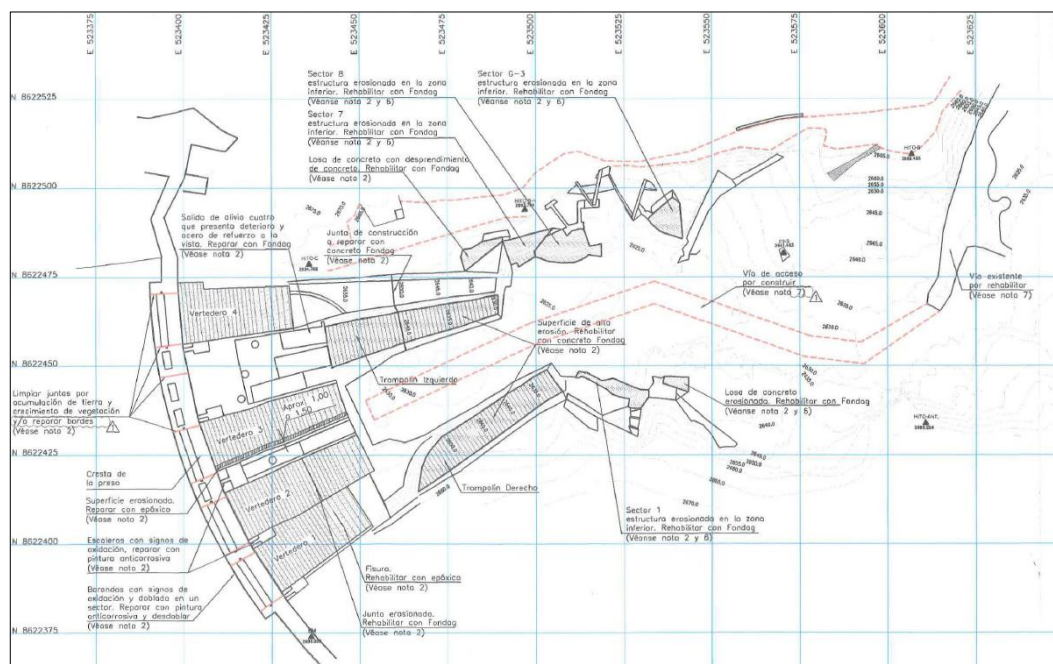 E 523375
E 523400
E 523425
E 523450
E 523475
E 523500
E 523525
E 523550
E 523575
E 523600
E 523625
N 8622525
N 8622500
N 8622475
N 8622450
N 8622425
N 8622400
N 8622375
Sector 8
estructura erosionada en la zona
inferior. Rehabilitar con Fondag
(Véanse nota 2 y 6)
Sector G-3
estructura erosionada en la zona
inferior. Rehabilitar con Fondag
(Véanse nota 2 y 6)
Sector 7
estructura erosionada en la zona
inferior. Rehabilitar con Fondag
(Véanse nota 2 y 6)
Losa de concreto con desprendimiento
de concreto. Rehabilitar con Fondag
(Véase nota 2)
Salida de alivio cuatro
que presenta deterioro y
acero de refuerzo a la
vista. Reparar con Fondag
(Véase nota 2)
Junta de construcción
a reparar con
concreto Fondag
(Véase nota 2)
Vía de acceso
por construir
(Véase nota 7)
Vía existente
por rehabilitar
(Véase nota 7)
Superficie de alta
erosión. Rehabilitar
con concreto Fondag
(Véase nota 2)
Vertedero 4
Trampolín Izquierdo
Limpiar juntas por
acumulación de tierra y
crecimiento de vegetación
y/o reparar bordes
(Véase nota 2)
Aprox. 1,00
a 1,50
Vertedero 3
Losa de concreto
erosionada. Rehabilitar con Fondag
(Véanse nota 2 y 6)
Cresta de
la presa
Vertedero 2
Trampolín Derecho
Superficie erosionada.
Reparar con epóxico
(Véase nota 2)
Sector 1
estructura erosionada en la zona
inferior. Rehabilitar con Fondag
(Véanse nota 2 y 6)
Escaleras con signos de
oxidación, reparar con
pintura anticorrosiva
(Véase nota 2)
Vertedero 1
Fisura.
Rehabilitar con epóxico
(Véase nota 2)
Barandas con signos de
oxidación y doblada en un
sector. Reparar con pintura
anticorrosiva y desdoblar
(Véase nota 2)
Junta erosionada.
Rehabilitar con Fondag
(Véase nota 2)